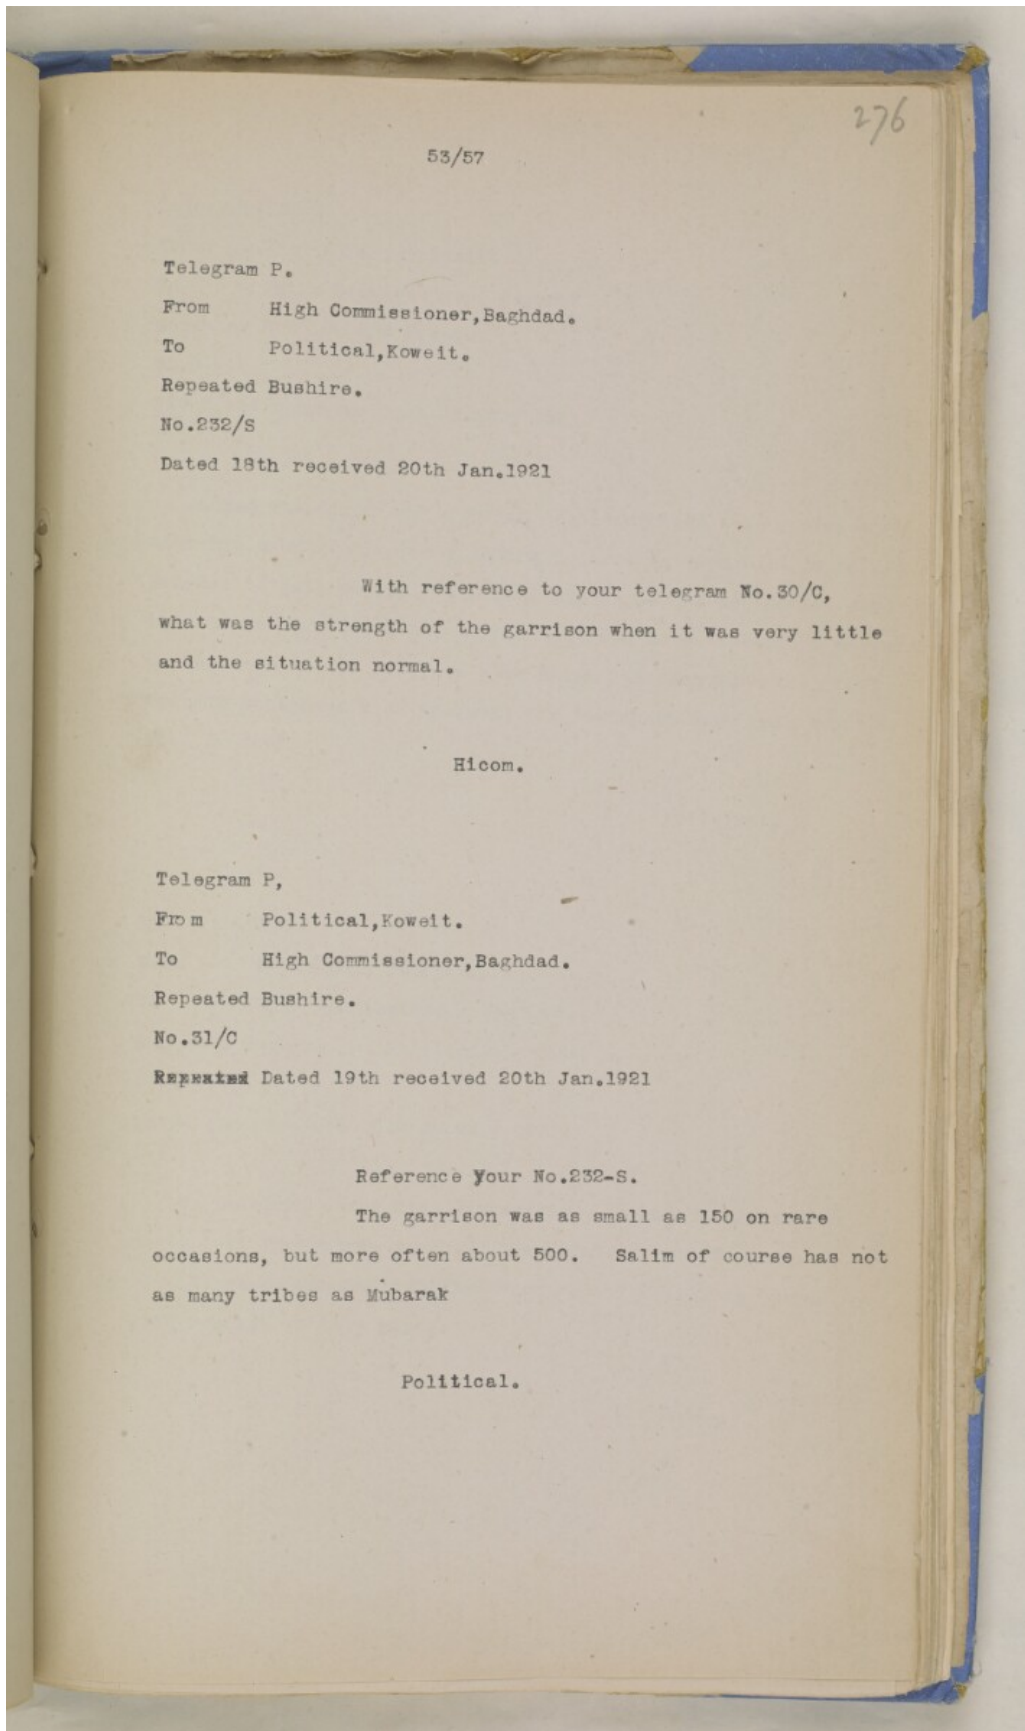 276
53/57
Telegram P.
From High Commissioner,Baghdad.
To Political,Koweit.
Repeated Bushire.
No.232/S
Dated 18th received 20th Jan.1921
With reference to your telegram No.30/C,
what was the strength of the garrison when it was very little
and the situation normal.
Hicom.
Telegram P,
From Political,Koweit.
To High Commissioner,Baghdad.
Repeated Bushire.
No.31/C
Repeated Dated 19th received 20th Jan.1921
Reference Your No.232-S.
The garrison was as small as 150 on rare
occasions, but more often about 500. Salim of course has not
as many tribes as Mubarak
Political.